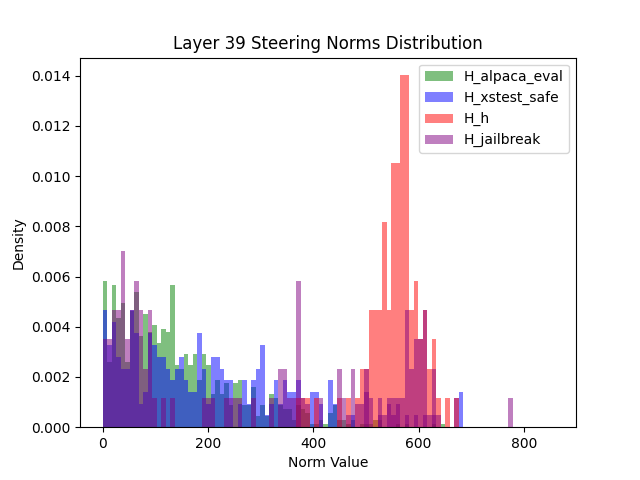 Layer 39 Steering Norms Distribution
H_alpaca_eval
H_xstest_safe
H_h
H_jailbreak
0.014
0.012
0.010
0.008
0.006
0.004
0.002
0.000
Density
0
200
400
600
800
Norm Value